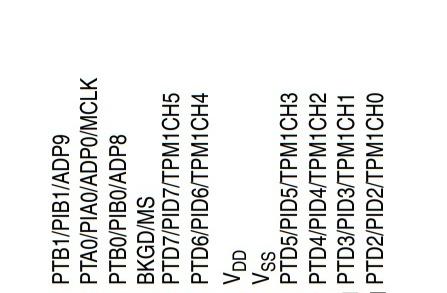 PTB1/PIB1/ADP9
PTA0/PIA0/ADP0/MCLK
PTB0/PIB0/ADP8
BKGD/MS
PTD7/PID7/TPM1CH5
PTD6/PID6/TPM1CH4
VDD
VSS
PTD5/PID5/TPM1CH3
PTD4/PID4/TPM1CH2
PTD3/PID3/TPM1CH1
PTD2/PID2/TPM1CH0